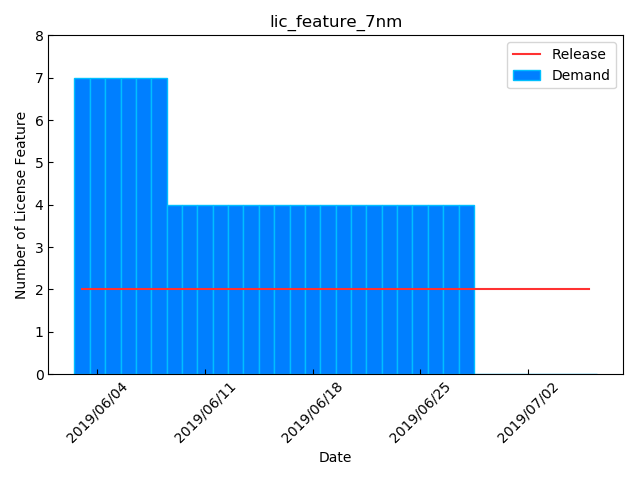 lic_feature_7nm
Release
Demand
Number of License Feature
8
7
6
5
4
3
2
1
0
2019/06/04
2019/06/11
2019/06/18
2019/06/25
2019/07/02
Date